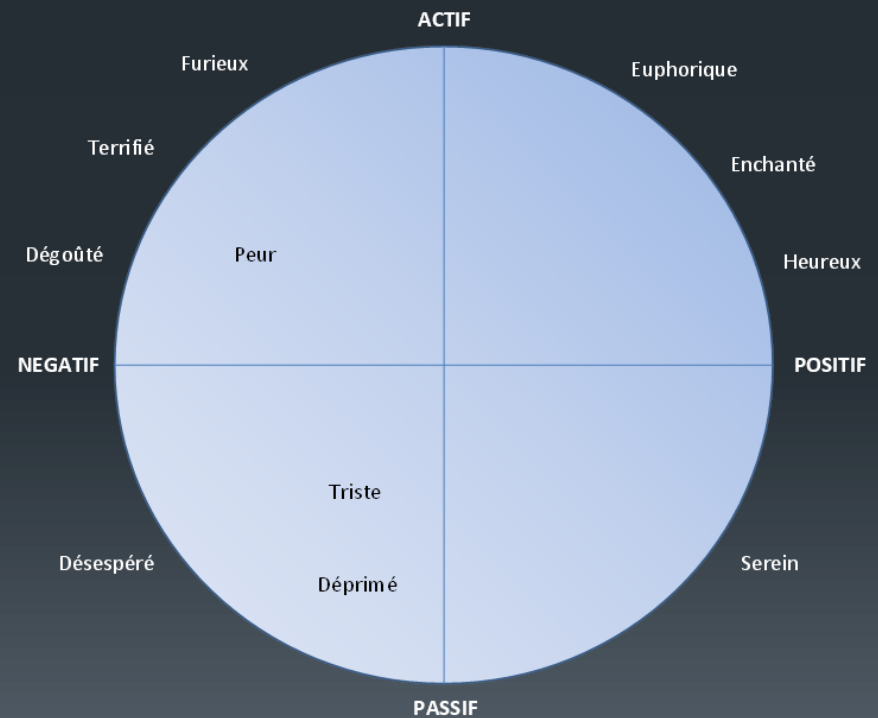 ACTIF
Furieux
Euphorique
Terrifié
Enchanté
Dégoûté
Peur
Heureux
NEGATIF
POSITIF
Triste
Désespéré
Serein
Déprimé
PASSIF